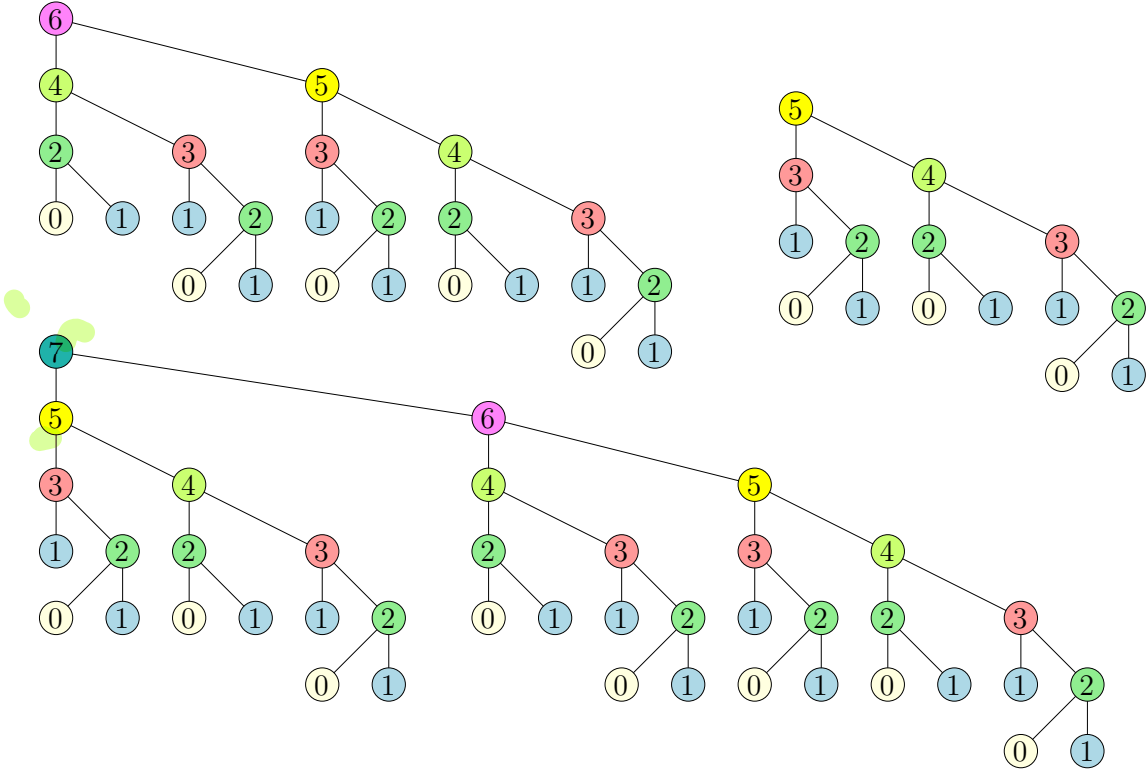 6
4 5
2 3 3 4
0 1 1 2 1 2 2 3
0 1 0 1 0 1 1 2
0 1
5
3 4
1 2 2 3
0 1 0 1 1 2
0 1
7
5 6
3 4 4 5
1 2 2 3 2 3 3 4
0 1 0 1 1 2 0 1 1 2 1 2 2 3
0 1 0 1 0 1 0 1 1 2
0 1